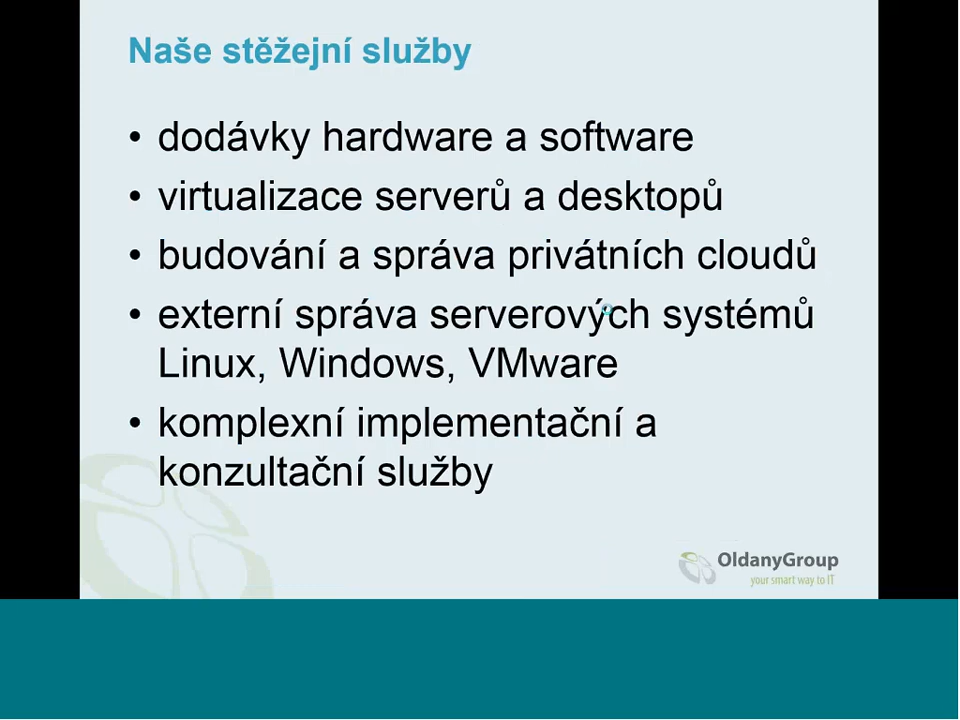 Naše stěžejní služby
• dodávky hardware a software
• virtualizace serverů a desktopů
• budování a správa privátních cloudů
• externí správa serverových systémů
Linux, Windows, VMware
• komplexní implementační a
konzultační služby
OldanyGroup
your smart way to IT